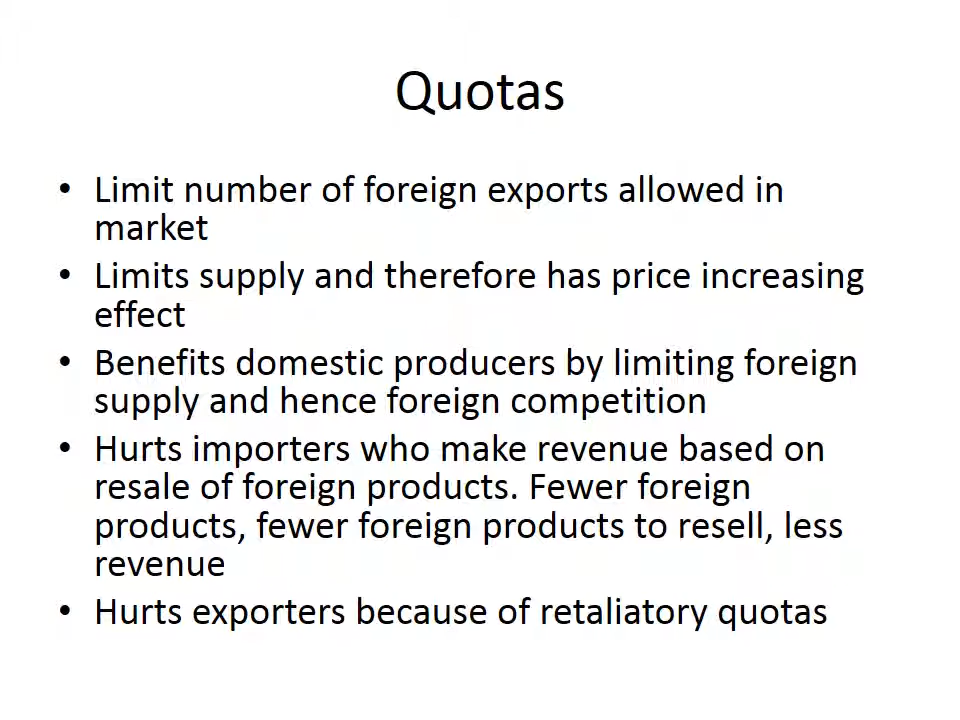 Quotas
• Limit number of foreign exports allowed in
market
• Limits supply and therefore has price increasing
effect
• Benefits domestic producers by limiting foreign
supply and hence foreign competition
• Hurts importers who make revenue based on
resale of foreign products. Fewer foreign
products, fewer foreign products to resell, less
revenue
• Hurts exporters because of retaliatory quotas